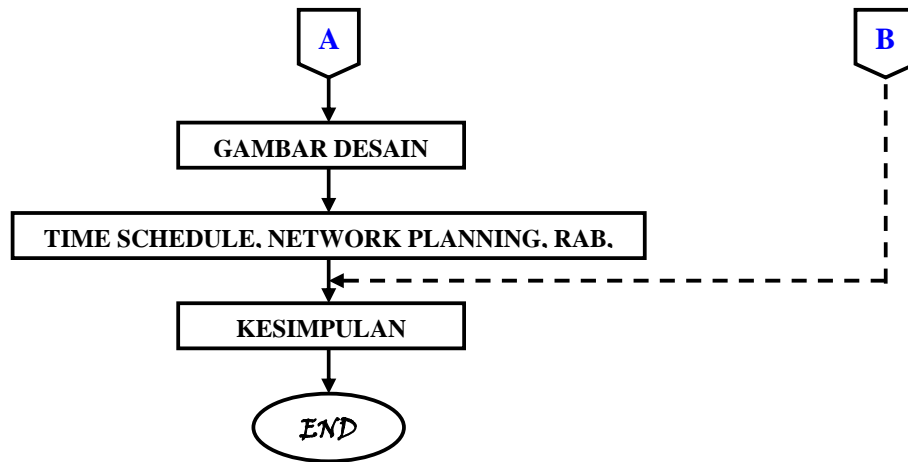 A
B
GAMBAR DESAIN
TIME SCHEDULE, NETWORK PLANNING, RAB,
KESIMPULAN
END